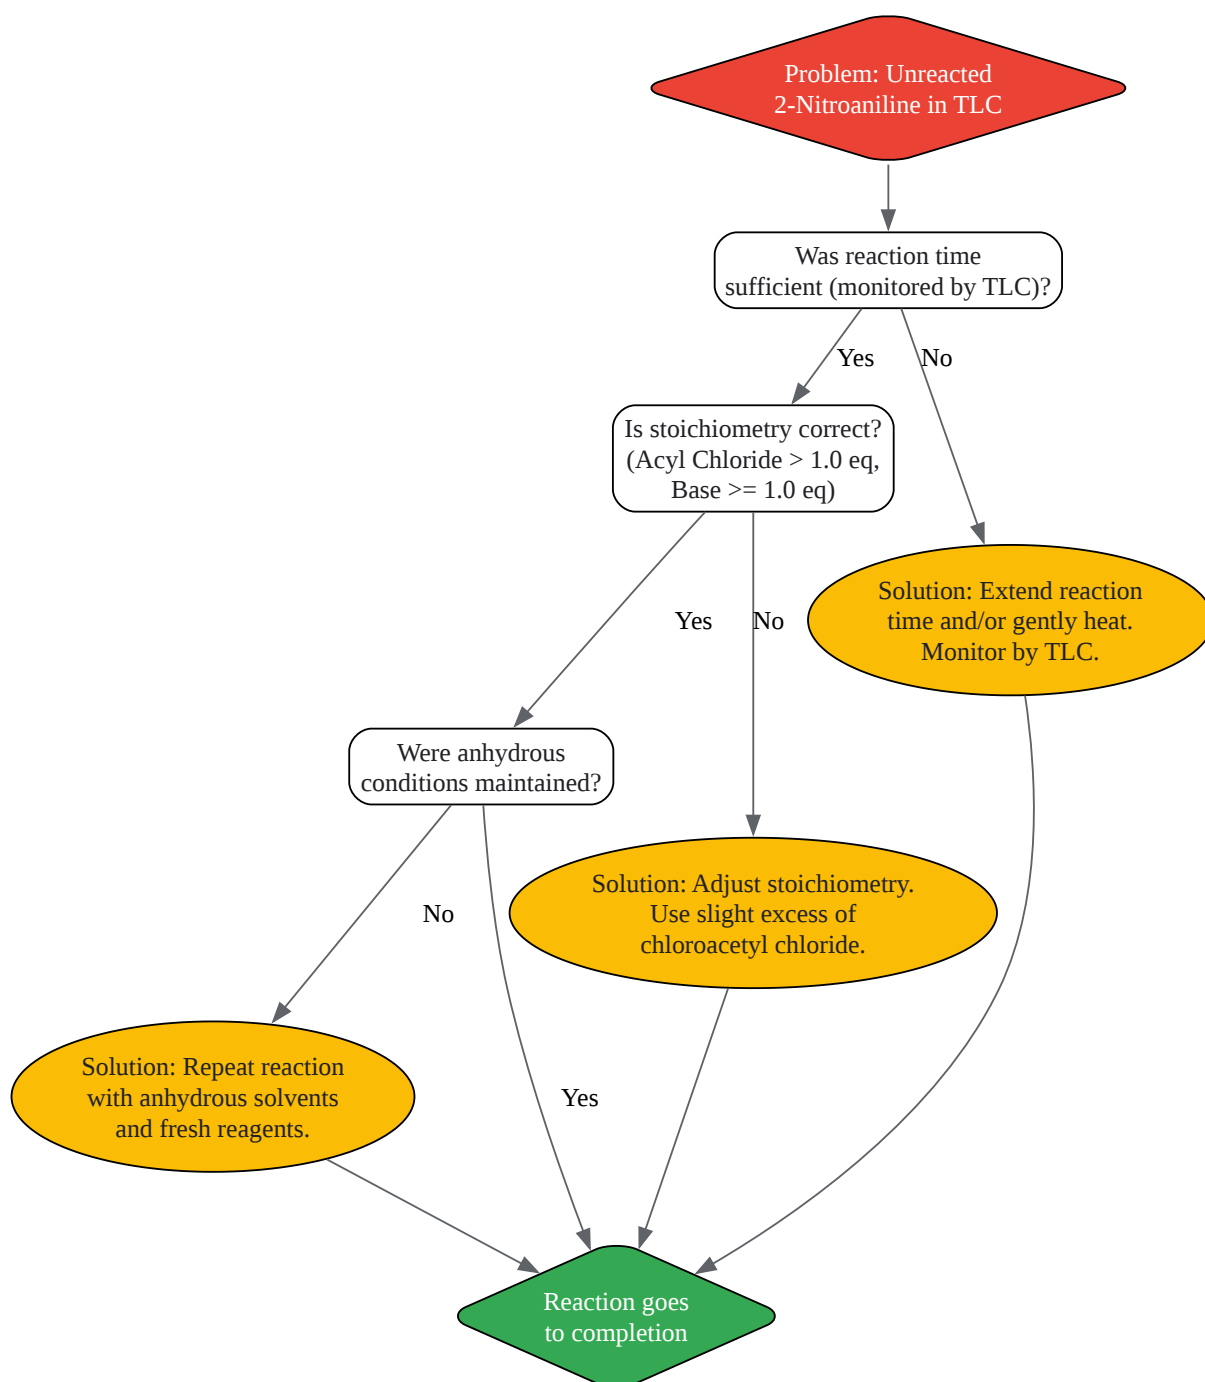 Problem: Unreacted
2-Nitroaniline in TLC
Was reaction time
sufficient (monitored by TLC)?
Yes
No
Is stoichiometry correct?
(Acyl Chloride > 1.0 eq,
Base >= 1.0 eq)
Solution: Extend reaction
time and/or gently heat.
Monitor by TLC.
Yes
No
Were anhydrous
conditions maintained?
Solution: Adjust stoichiometry.
Use slight excess of
chloroacetyl chloride.
No
Solution: Repeat reaction
with anhydrous solvents
and fresh reagents.
Yes
Reaction goes
to completion